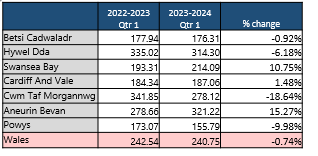 2022-2023 2023-2024
Qtr 1 Qtr 1 % change
Betsi Cadwaladr 177.94 176.31 -0.92%
Hywel Dda 335.02 314.30 -6.18%
Swansea Bay 193.31 214.09 10.75%
Cardiff And Vale 184.34 187.06 1.48%
Cwm Taf Morgannwg 341.85 278.12 -18.64%
Aneurin Bevan 278.66 321.22 15.27%
Powys 173.07 155.79 -9.98%
Wales 242.54 240.75 -0.74%